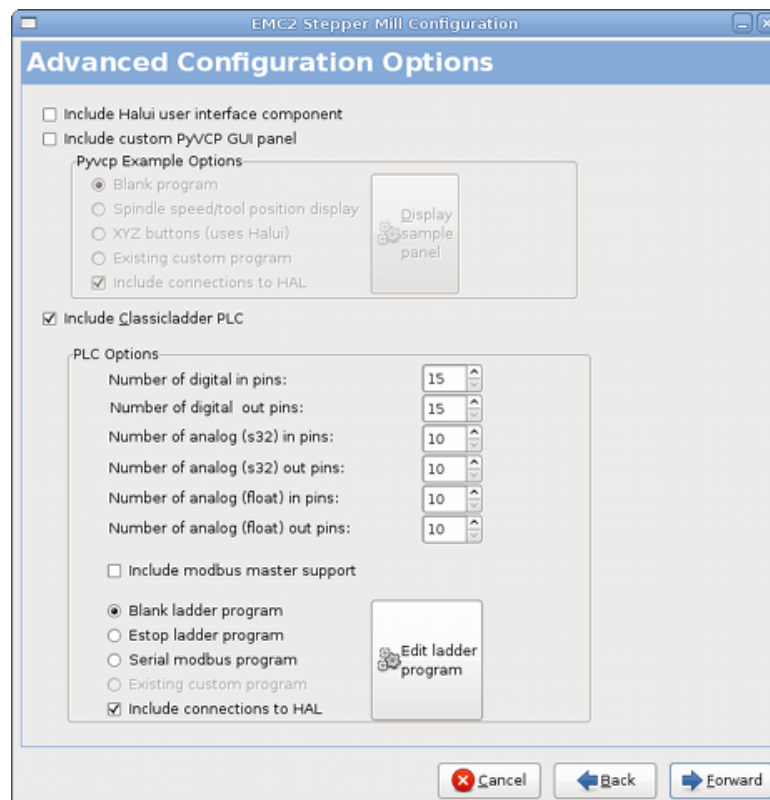 EMC2 Stepper Mill Configuration
Advanced Configuration Options
Include Halui user interface component
Include custom PyVCP GUI panel
Pyvcp Example Options
Blank program
Spindle speed/tool position display
XYZ buttons (uses Halui)
Existing custom program
Include connections to HAL
Display
sample
panel
Include Classicladder PLC
PLC Options
Number of digital in pins: 15
Number of digital out pins: 15
Number of analog (s32) in pins: 10
Number of analog (s32) out pins: 10
Number of analog (float) in pins: 10
Number of analog (float) out pins: 10
Include modbus master support
Blank ladder program
Estop ladder program
Serial modbus program
Existing custom program
Include connections to HAL
Edit ladder
program
Cancel Back Forward